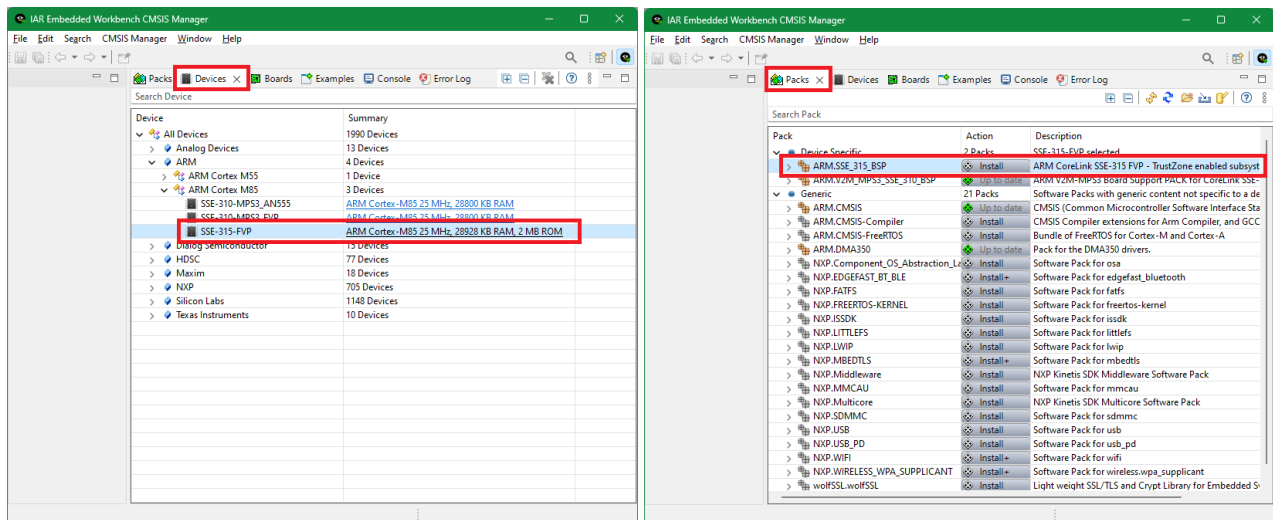 IAR Embedded Workbench CMSIS Manager
File Edit Search CMSIS Manager Window Help
Packs Devices Boards Examples Console Error Log
Search Device
Device Summary
All Devices 1990 Devices
Analog Devices 13 Devices
ARM 4 Devices
ARM Cortex M55 1 Device
ARM Cortex M85 3 Devices
SSE-310-MPS3_AN555 ARM Cortex-M85 25 MHz, 28800 KB RAM
SSE-310-MPS3_FVP ARM Cortex-M85 25 MHz, 28800 KB RAM
SSE-315-FVP ARM Cortex-M85 25 MHz, 28928 KB RAM, 2 MB ROM
Dialog Semiconductor 15 Devices
HDSC 77 Devices
Maxim 18 Devices
NXP 705 Devices
Silicon Labs 1148 Devices
Texas Instruments 10 Devices
IAR Embedded Workbench CMSIS Manager
File Edit Search CMSIS Manager Window Help
Packs Devices Boards Examples Console Error Log
Search Pack
Pack Action Description
Device Specific 2 Packs SSE-315-FVP selected
ARM.SSE_315_BSP Install ARM CoreLink SSE-315 FVP - TrustZone enabled subsyst
ARM.V2M_MPS3_SSE_310_BSP Up to date ARM V2M-MPS3 Board Support PACK for CoreLink SSE-
Generic 21 Packs Software Packs with generic content not specific to a de
ARM.CMSIS Up to date CMSIS (Common Microcontroller Software Interface Sta
ARM.CMSIS-Compiler Install CMSIS Compiler extensions for Arm Compiler, and GCC
ARM.CMSIS-FreeRTOS Install Bundle of FreeRTOS for Cortex-M and Cortex-A
ARM.DMA350 Up to date Pack for the DMA350 drivers.
NXP.Component_OS_Abstraction_La Install Software Pack for osa
NXP.EDGEFAST_BT_BLE Install+ Software Pack for edgefast_bluetooth
NXP.FATFS Install Software Pack for fatfs
NXP.FREERTOS-KERNEL Install Software Pack for freertos-kernel
NXP.ISSDK Install Software Pack for issdk
NXP.LITTLEFS Install Software Pack for littlefs
NXP.LWIP Install Software Pack for lwip
NXP.MBEDTLS Install+ Software Pack for mbedtls
NXP.Middleware Install NXP Kinetis SDK Middleware Software Pack
NXP.MMCAU Install Software Pack for mmcau
NXP.Multicore Install NXP Kinetis SDK Multicore Software Pack
NXP.SDMMC Install Software Pack for sdmmc
NXP.USB Install Software Pack for usb
NXP.USB_PD Install Software Pack for usb_pd
NXP.WIFI Install+ Software Pack for wifi
NXP.WIRELESS_WPA_SUPPLICANT Install+ Software Pack for wireless.wpa_supplicant
wolfSSL.wolfSSL Install Light weight SSL/TLS and Crypt Library for Embedded S